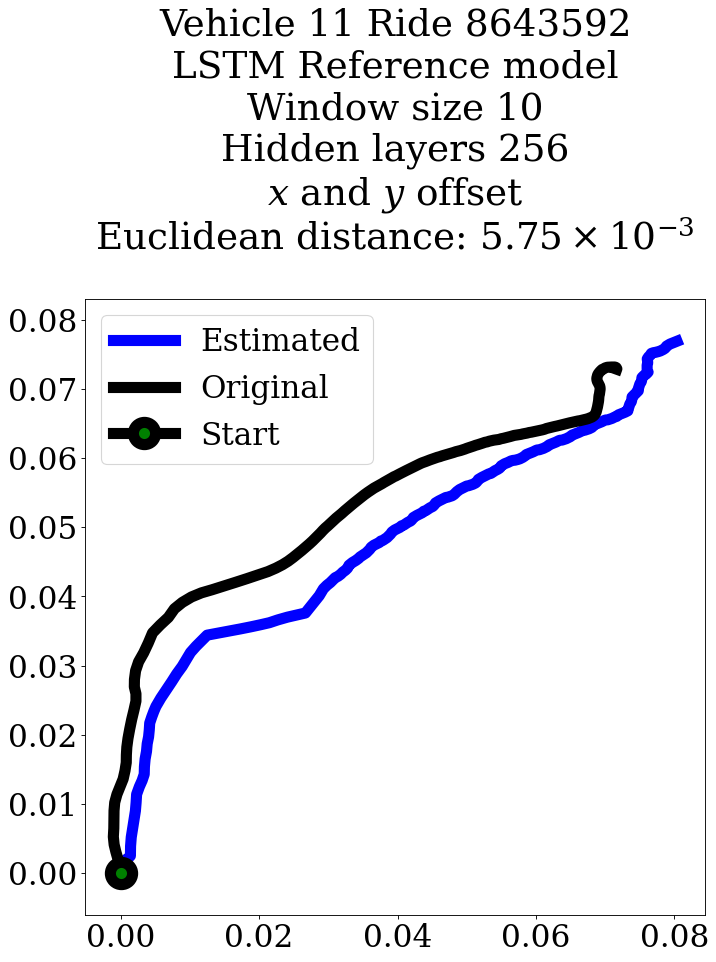 Vehicle 11 Ride 8643592
LSTM Reference model
Window size 10
Hidden layers 256
x and y offset
Euclidean distance: 5.75 × 10⁻³
Estimated
Original
Start
0.08
0.07
0.06
0.05
0.04
0.03
0.02
0.01
0.00
0.00 0.02 0.04 0.06 0.08